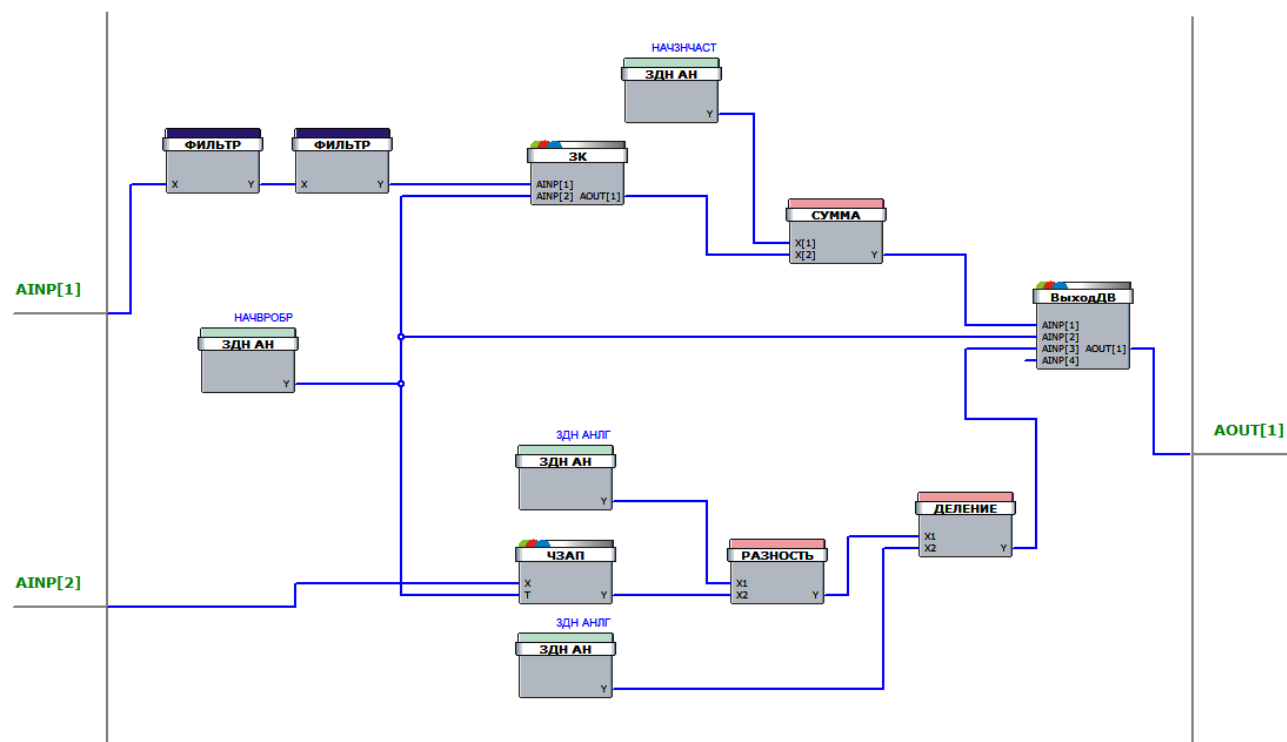 НАЧЗНЧАСТ
ЗДН АН
Y
ФИЛЬТР
X Y
ФИЛЬТР
X Y
ЗК
AINP[1]
AINP[2] AOUT[1]
СУММА
X[1]
X[2] Y
AINP[1]
ВыходДВ
AINP[1]
AINP[2]
AINP[3] AOUT[1]
AINP[4]
НАЧВРОБР
ЗДН АН
Y
AOUT[1]
ЗДН АНЛГ
ЗДН АН
Y
ДЕЛЕНИЕ
X1
X2 Y
ЧЗАП
X
T Y
РАЗНОСТЬ
X1
X2 Y
AINP[2]
ЗДН АНЛГ
ЗДН АН
Y